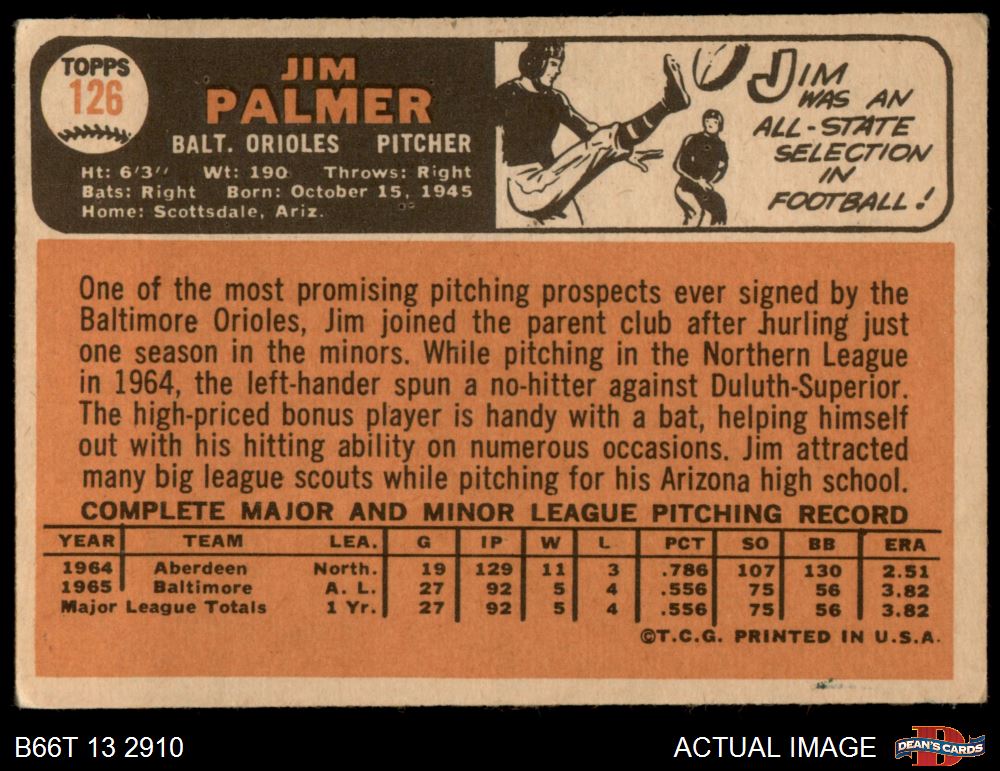 TOPPS
126
JIM
PALMER
BALT. ORIOLES PITCHER
Ht: 6'3" Wt: 190 Throws: Right
Bats: Right Born: October 15, 1945
Home: Scottsdale, Ariz.
JIM
WAS AN
ALL-STATE
SELECTION
IN
FOOTBALL!
One of the most promising pitching prospects ever signed by the
Baltimore Orioles, Jim joined the parent club after hurling just
one season in the minors. While pitching in the Northern League
in 1964, the left-hander spun a no-hitter against Duluth-Superior.
The high-priced bonus player is handy with a bat, helping himself
out with his hitting ability on numerous occasions. Jim attracted
many big league scouts while pitching for his Arizona high school.
COMPLETE MAJOR AND MINOR LEAGUE PITCHING RECORD
YEAR TEAM LEA. G IP W L PCT SO BB ERA
1964 Aberdeen North. 19 129 11 3 .786 107 130 2.51
1965 Baltimore A. L. 27 92 5 4 .556 75 56 3.82
Major League Totals 1 Yr. 27 92 5 4 .556 75 56 3.82
©T.C.G. PRINTED IN U.S.A.
B66T 13 2910 ACTUAL IMAGE
D
DEAN'S CARDS